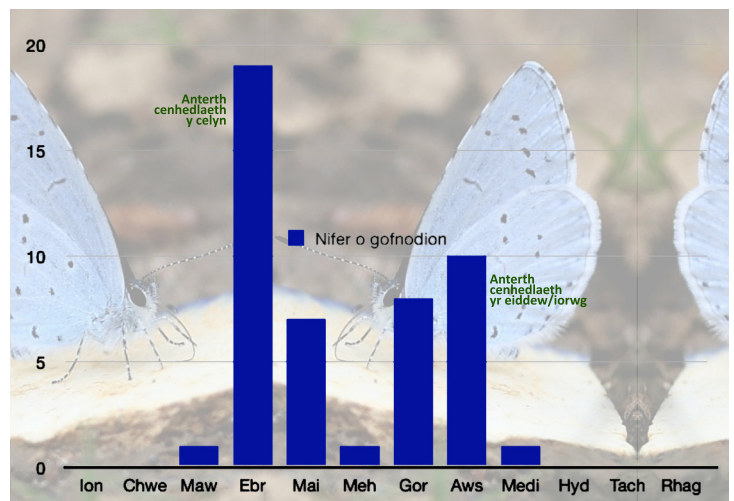 20
Anterth
cenhedlaeth
y celyn
15
Nifer o gofnodion
10
Anterth
cenhedlaeth
yr eiddew/iorwg
5
0
Ion Chwe Maw Ebr Mai Meh Gor Aws Medi Hyd Tach Rhag